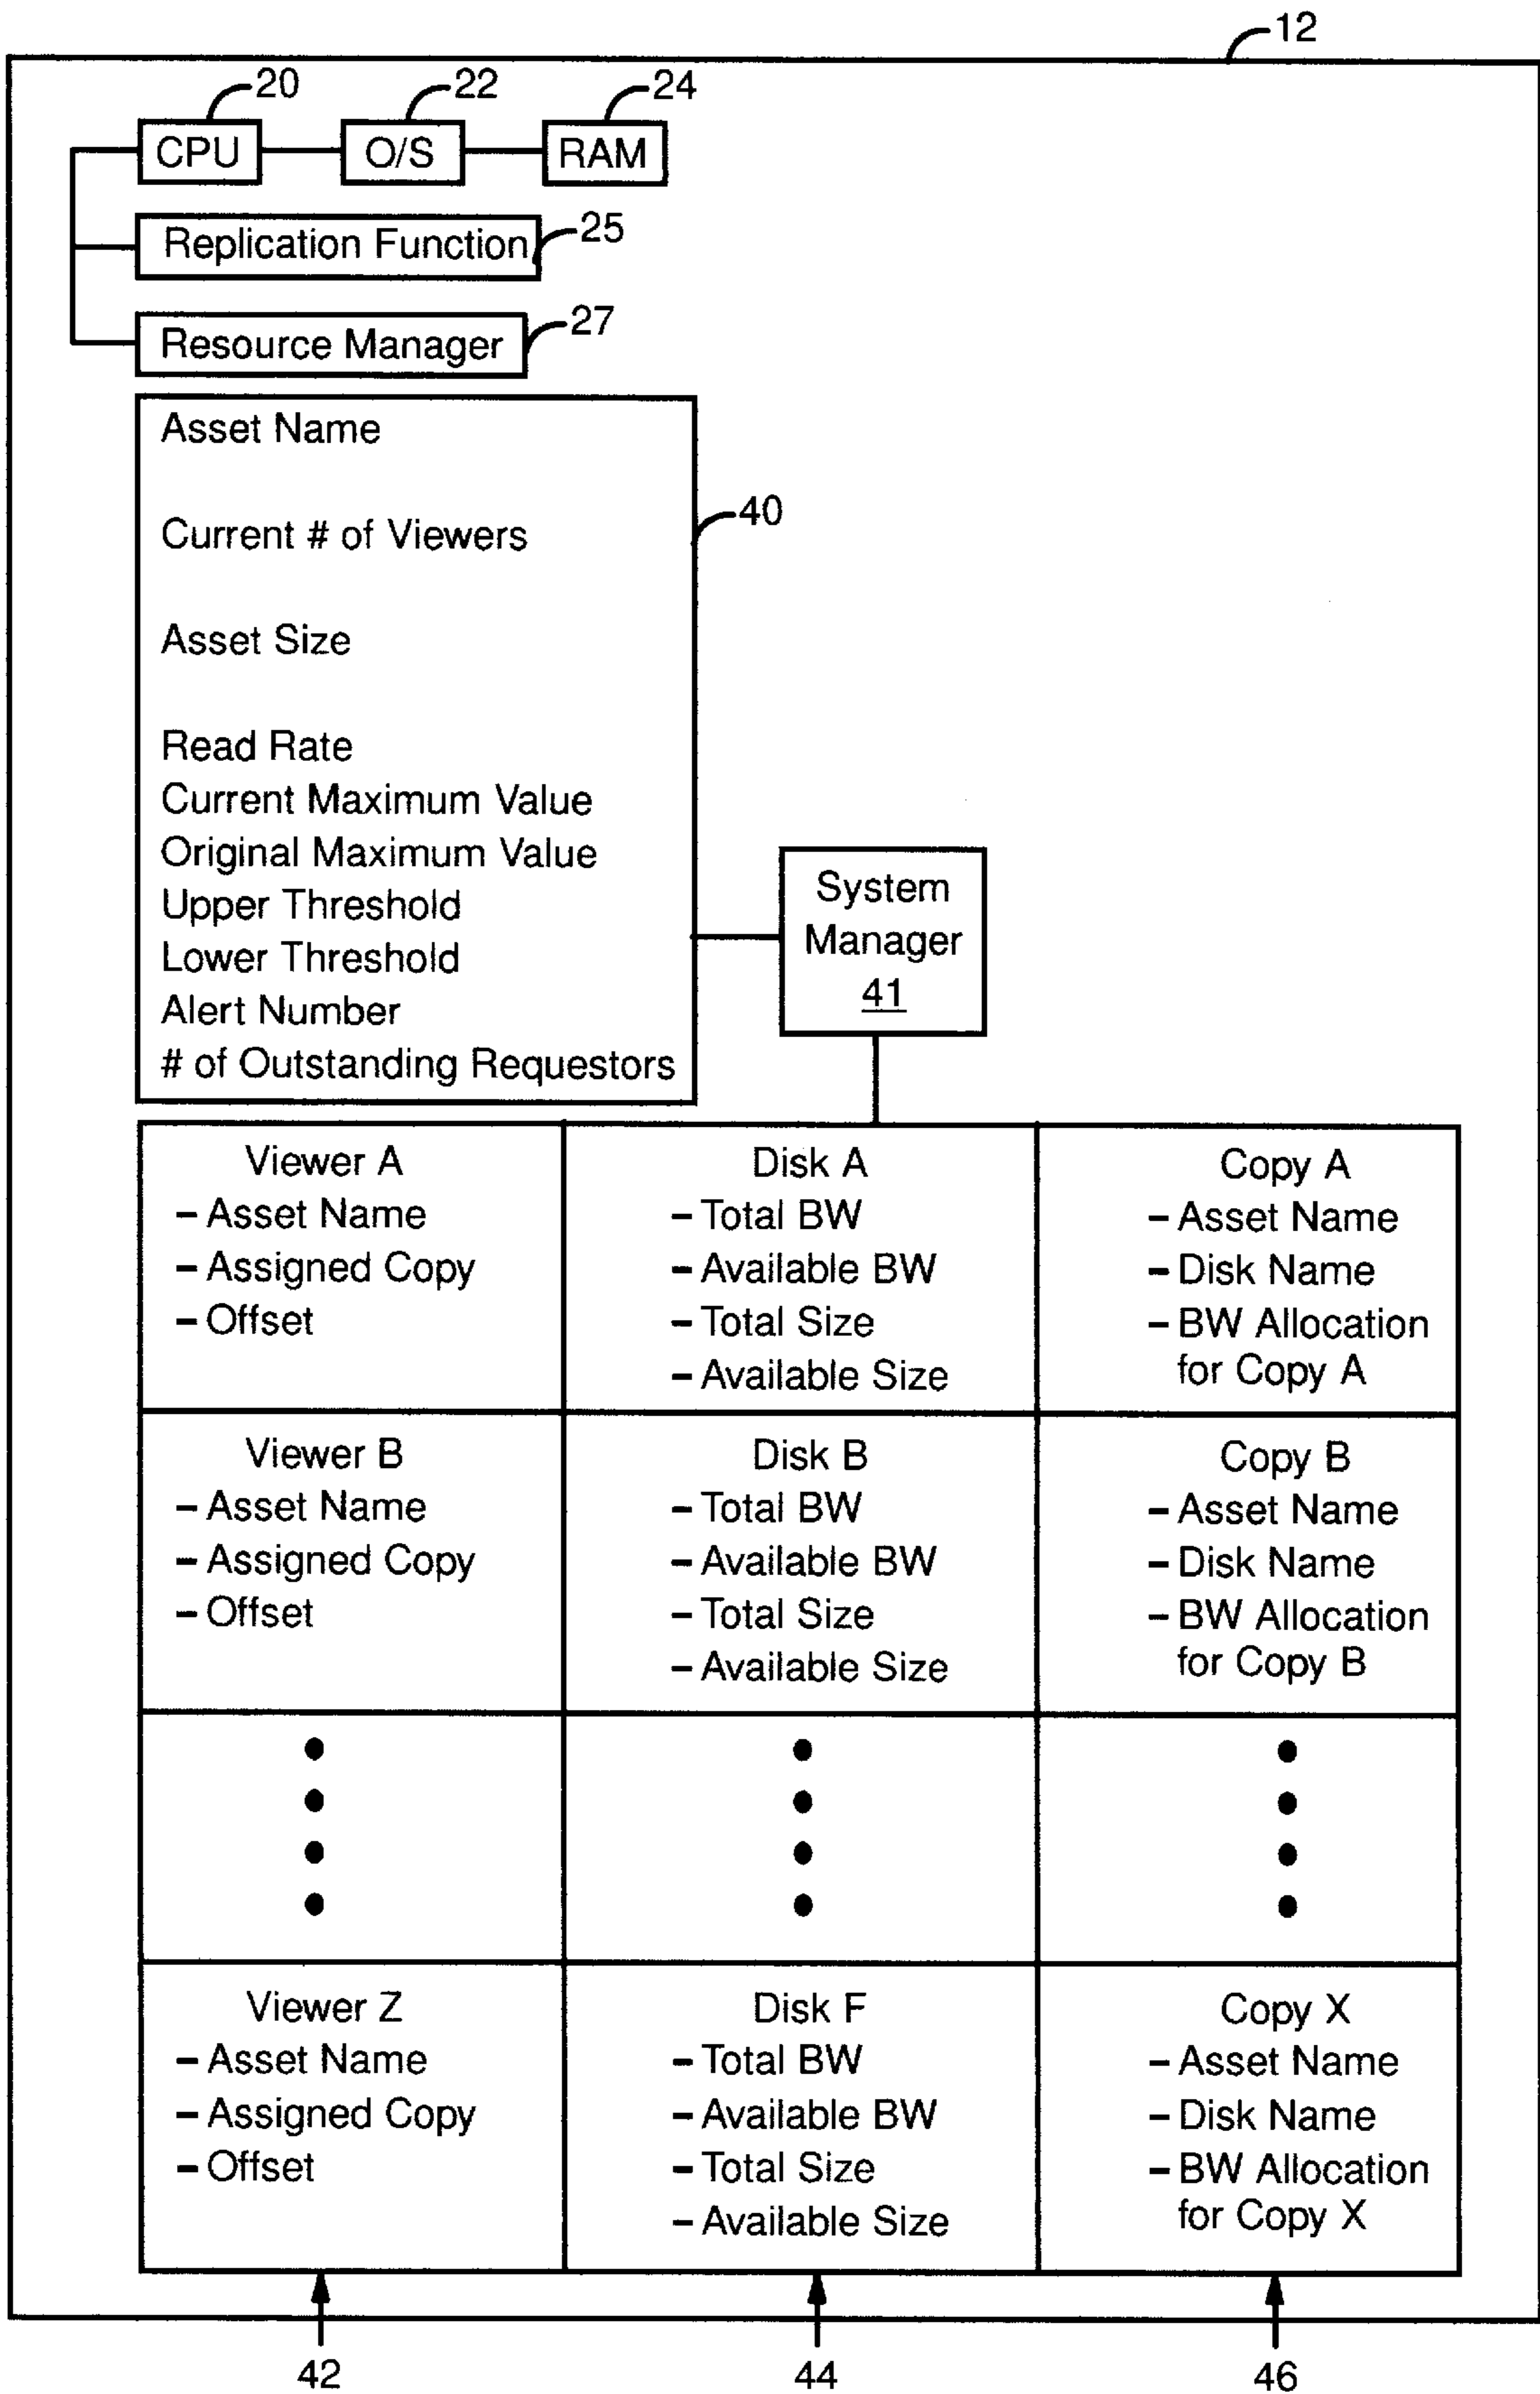 12
20
22
24
CPU
O/S
RAM
Replication Function
25
Resource Manager
27
Asset Name
Current # of Viewers
40
Asset Size
Read Rate
Current Maximum Value
Original Maximum Value
Upper Threshold
Lower Threshold
Alert Number
# of Outstanding Requestors
System
Manager
41
Viewer A
- Asset Name
- Assigned Copy
- Offset
Disk A
- Total BW
- Available BW
- Total Size
- Available Size
Copy A
- Asset Name
- Disk Name
- BW Allocation
for Copy A
Viewer B
- Asset Name
- Assigned Copy
- Offset
Disk B
- Total BW
- Available BW
- Total Size
- Available Size
Copy B
- Asset Name
- Disk Name
- BW Allocation
for Copy B
Viewer Z
- Asset Name
- Assigned Copy
- Offset
Disk F
- Total BW
- Available BW
- Total Size
- Available Size
Copy X
- Asset Name
- Disk Name
- BW Allocation
for Copy X
42
44
46